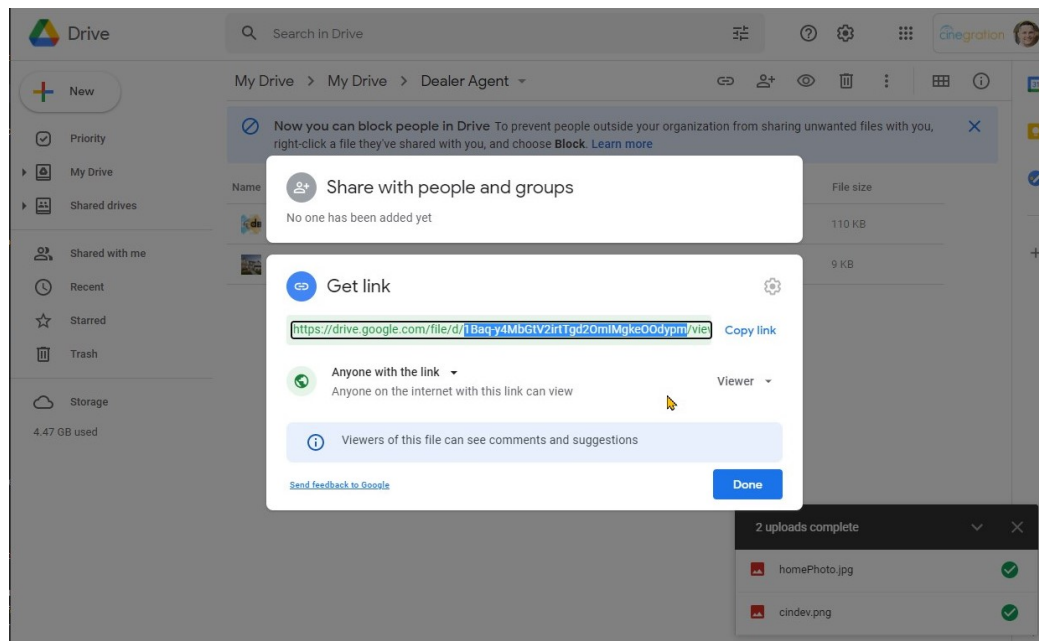 Drive
Search in Drive
cinegration
New
My Drive > My Drive > Dealer Agent
Now you can block people in Drive To prevent people outside your organization from sharing unwanted files with you,
right-click a file they've shared with you, and choose Block. Learn more
Priority
My Drive
Shared drives
Shared with me
Recent
Starred
Trash
Storage
4.47 GB used
Name
File size
110 KB
9 KB
Share with people and groups
No one has been added yet
Get link
https://drive.google.com/file/d/1Baq-y4MbGtV2irtTgd2OmIMgkeOOdypm/view
Copy link
Anyone with the link
Anyone on the internet with this link can view
Viewer
Viewers of this file can see comments and suggestions
Send feedback to Google
Done
2 uploads complete
homePhoto.jpg
cindev.png